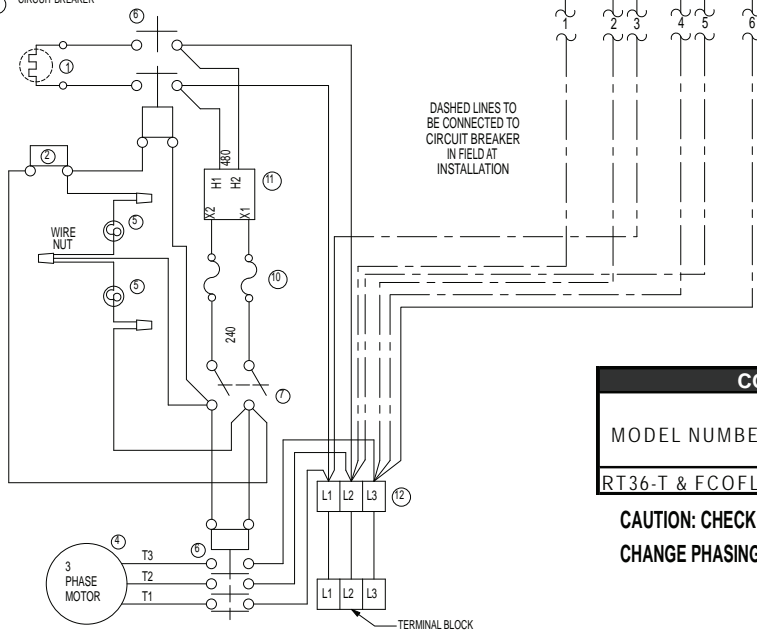 CIRCUIT BREAKER
6
1 2 3 4 5 6
1
DASHED LINES TO
BE CONNECTED TO
CIRCUIT BREAKER
IN FIELD AT
INSTALLATION
2
480
H1 H2
11
X2 X1
5
WIRE
NUT
10
5
240
7
CO
MODEL NUMBE
RT36-T & FCOFL
L1 L2 L3
12
CAUTION: CHECK
CHANGE PHASING
4
6
3
PHASE
MOTOR
T3
T2
T1
L1 L2 L3
TERMINAL BLOCK